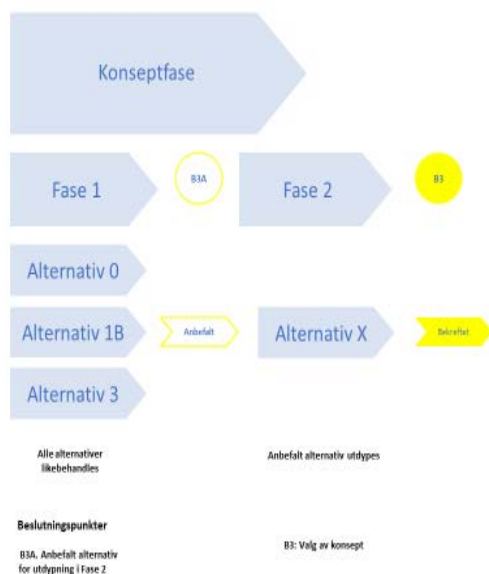 Konseptfase
Fase 1
B3A
Fase 2
B3
Alternativ 0
Alternativ 1B
Anbefalt
Alternativ X
Bekreftet
Alternativ 3
Alle alternativer
likebehandles
Anbefalt alternativ utdypes
Beslutningspunkter
B3A. Anbefalt alternativ
for utdypning i Fase 2
B3: Valg av konsept